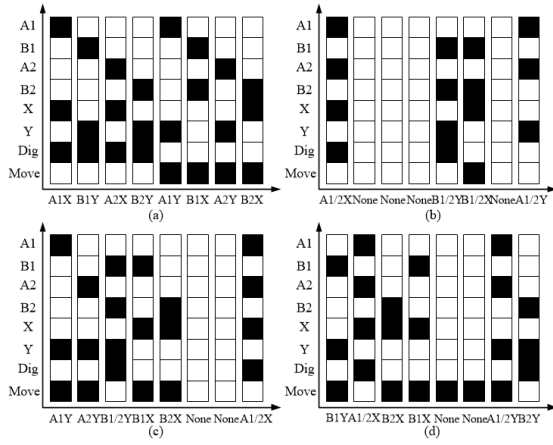 A1 A1
B1 B1
A2 A2
B2 B2
X X
Y Y
Dig Dig
Move Move
A1X B1Y A2X B2Y A1Y B1X A2Y B2X
(a)
A1/2X None None None B1/2Y B1/2X None A1/2Y
(b)
A1 A1
B1 B1
A2 A2
B2 B2
X X
Y Y
Dig Dig
Move Move
A1Y A2Y B1/2Y B1X B2X None None A1/2X
(c)
B1Y A1/2X B2X B1X None None A1/2Y B2Y
(d)